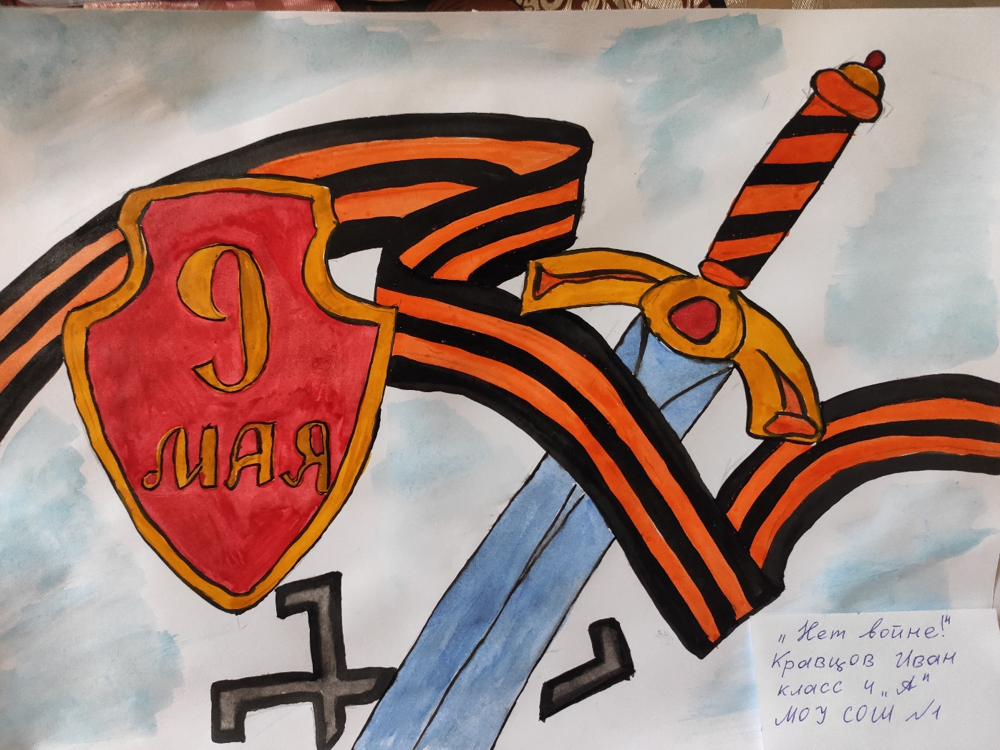 9
МАЯ
„Нет войне!"
Кравцов Иван
класс 4 „А"
МОУ СОШ №1